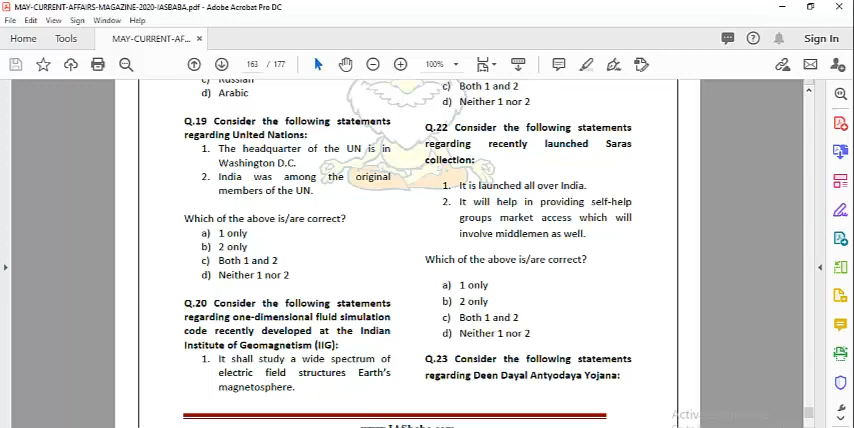 MAY-CURRENT-AFFAIRS-MAGAZINE-2020-IASBABA.pdf - Adobe Acrobat Pro DC
File Edit View Sign Window Help
Home Tools MAY-CURRENT-AF... × Sign In
163 / 177 100%
c) Russian
d) Arabic
Q.19 Consider the following statements
regarding United Nations:
1. The headquarter of the UN is in
Washington D.C.
2. India was among the original
members of the UN.
Which of the above is/are correct?
a) 1 only
b) 2 only
c) Both 1 and 2
d) Neither 1 nor 2
Q.20 Consider the following statements
regarding one-dimensional fluid simulation
code recently developed at the Indian
Institute of Geomagnetism (IIG):
1. It shall study a wide spectrum of
electric field structures Earth's
magnetosphere.
c) Both 1 and 2
d) Neither 1 nor 2
Q.22 Consider the following statements
regarding recently launched Saras
collection:
1. It is launched all over India.
2. It will help in providing self-help
groups market access which will
involve middlemen as well.
Which of the above is/are correct?
a) 1 only
b) 2 only
c) Both 1 and 2
d) Neither 1 nor 2
Q.23 Consider the following statements
regarding Deen Dayal Antyodaya Yojana:
www.IASbaba.com